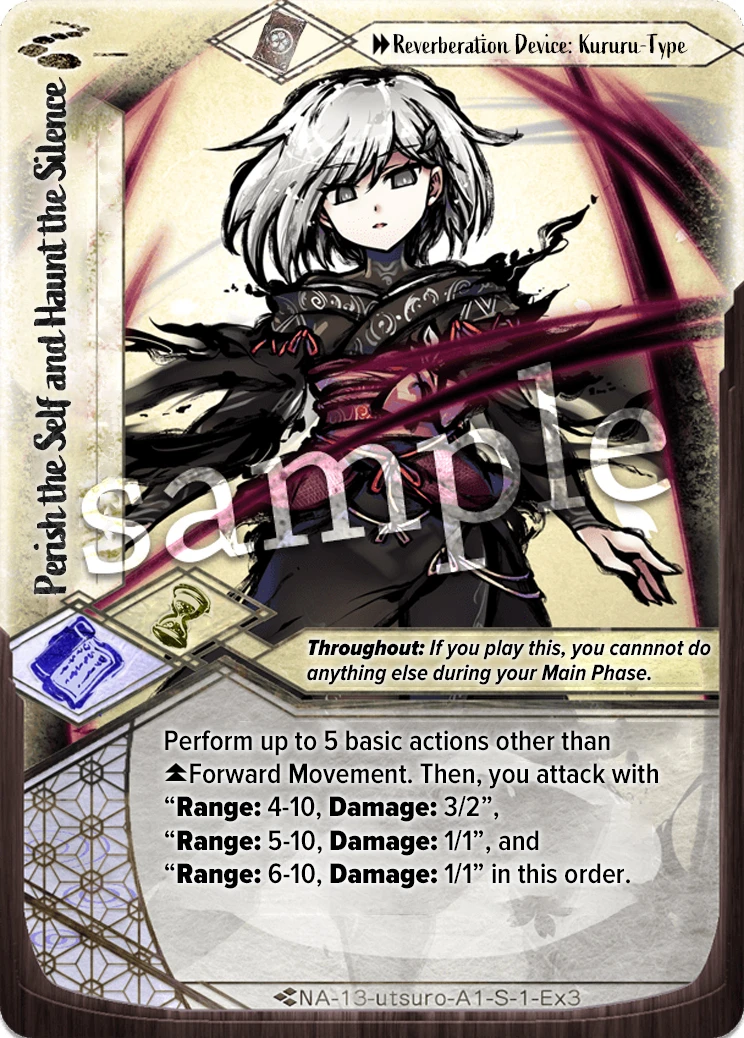 ▶▶Reverberation Device: Kururu-Type
Perish the Self and Haunt the Silence
sample
Throughout: If you play this, you cannnot do
anything else during your Main Phase.
Perform up to 5 basic actions other than
Forward Movement. Then, you attack with
“Range: 4-10, Damage: 3/2”,
“Range: 5-10, Damage: 1/1”, and
“Range: 6-10, Damage: 1/1” in this order.
NA-13-utsuro-A1-S-1-Ex3